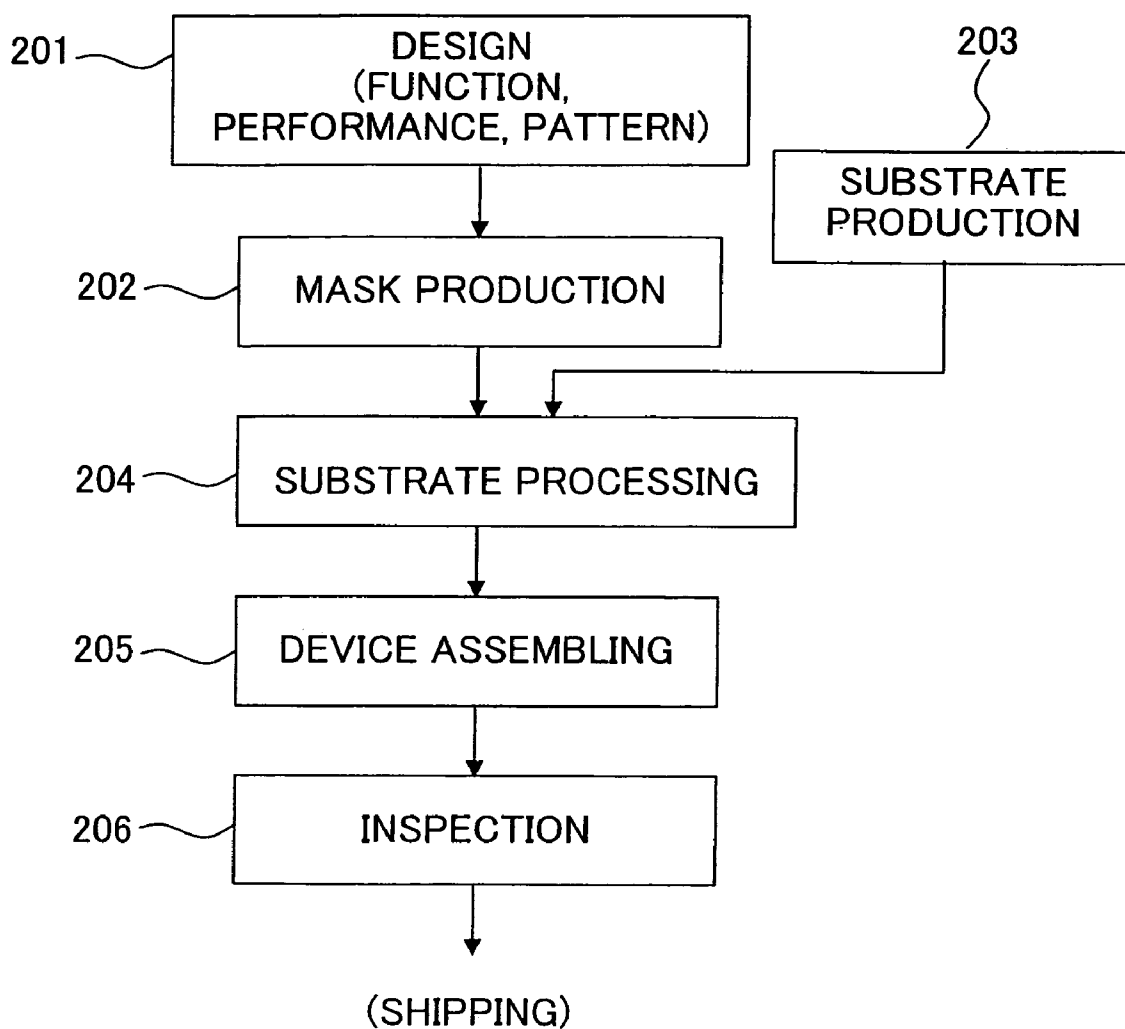 201
DESIGN
(FUNCTION,
PERFORMANCE, PATTERN)
203
SUBSTRATE
PRODUCTION
202
MASK PRODUCTION
204
SUBSTRATE PROCESSING
205
DEVICE ASSEMBLING
206
INSPECTION
(SHIPPING)